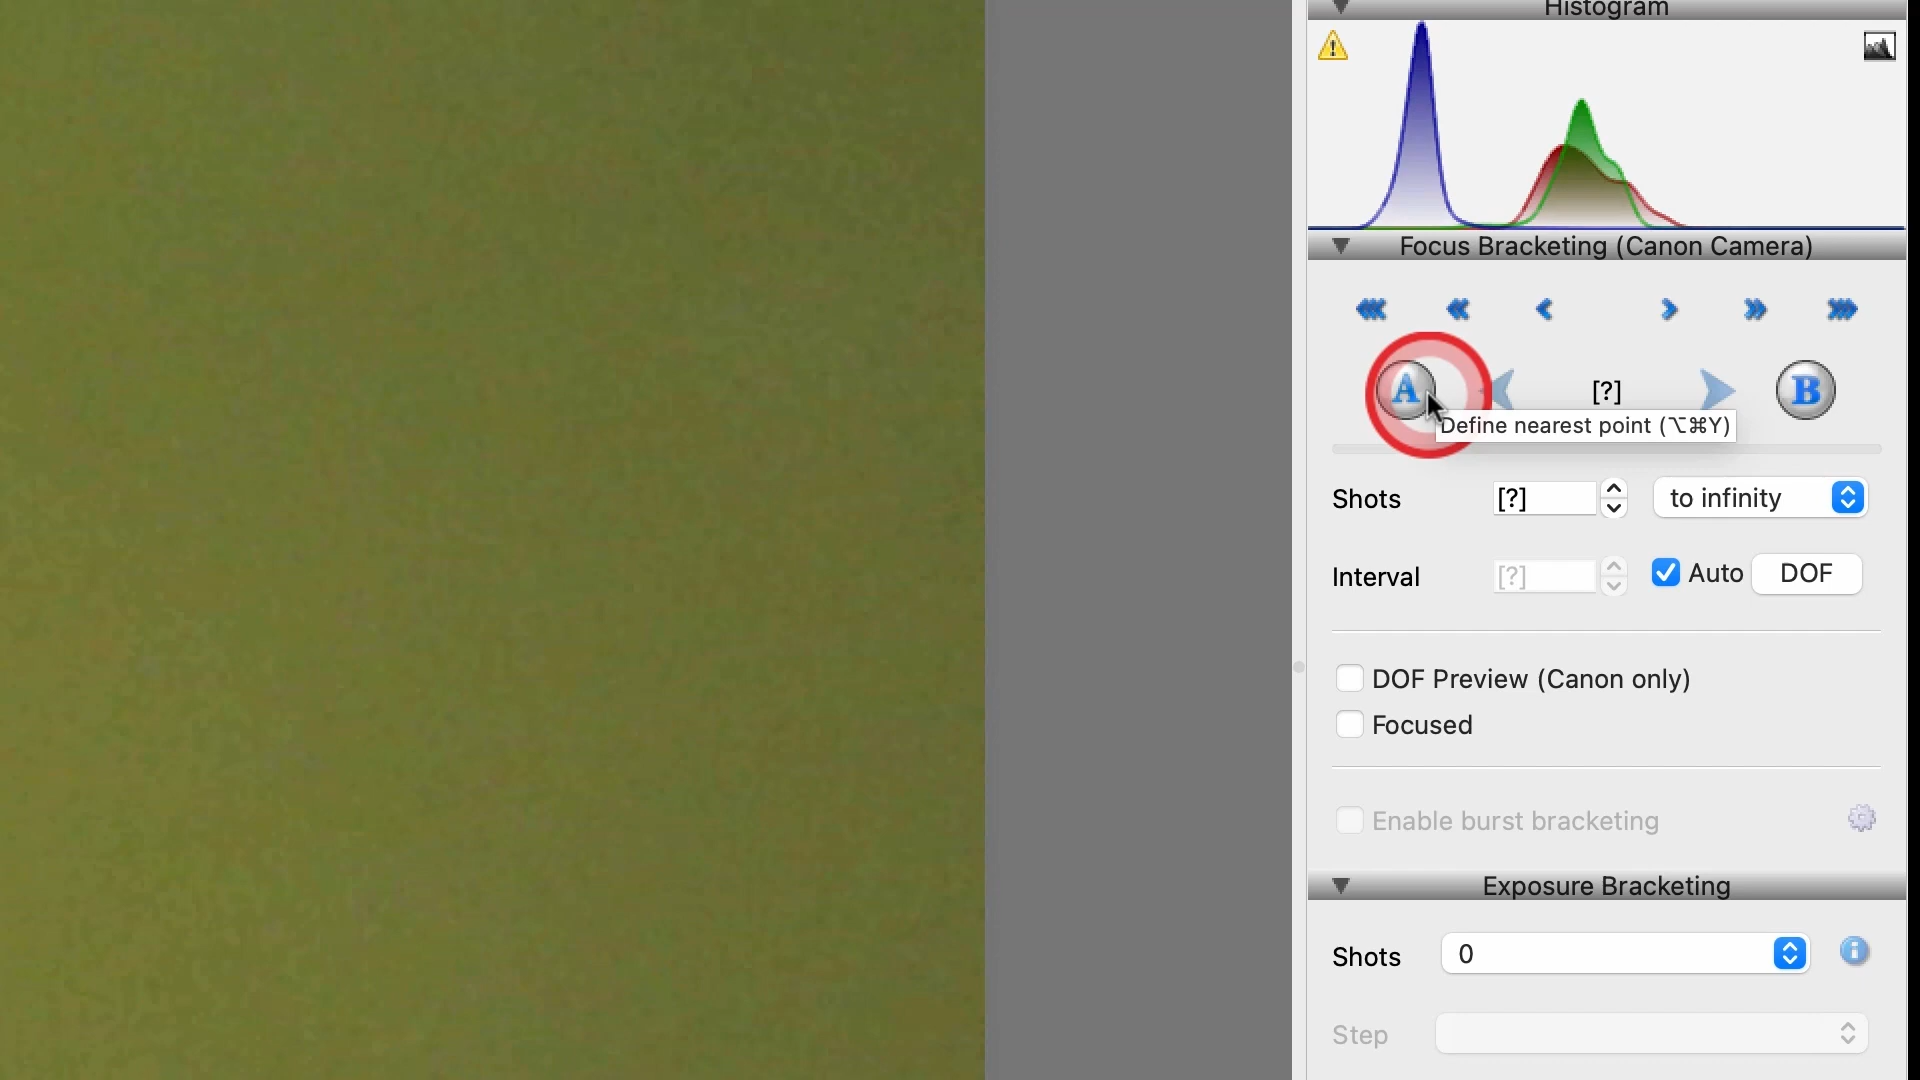 Histogram
Focus Bracketing (Canon Camera)
A
[?]
B
Define nearest point (⌥⌘Y)
Shots
[?]
to infinity
Interval
[?]
Auto
DOF
DOF Preview (Canon only)
Focused
Enable burst bracketing
Exposure Bracketing
Shots
0
Step